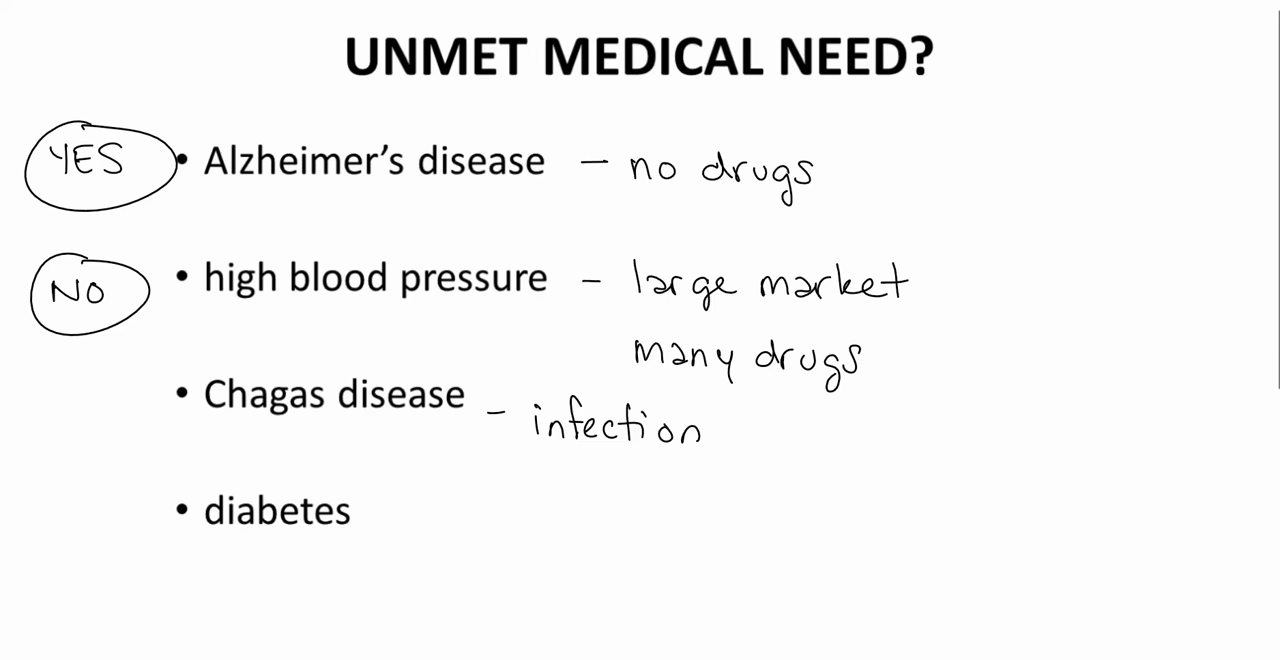 UNMET MEDICAL NEED?
YES • Alzheimer's disease – no drugs
NO • high blood pressure – large market
many drugs
• Chagas disease – infection
• diabetes